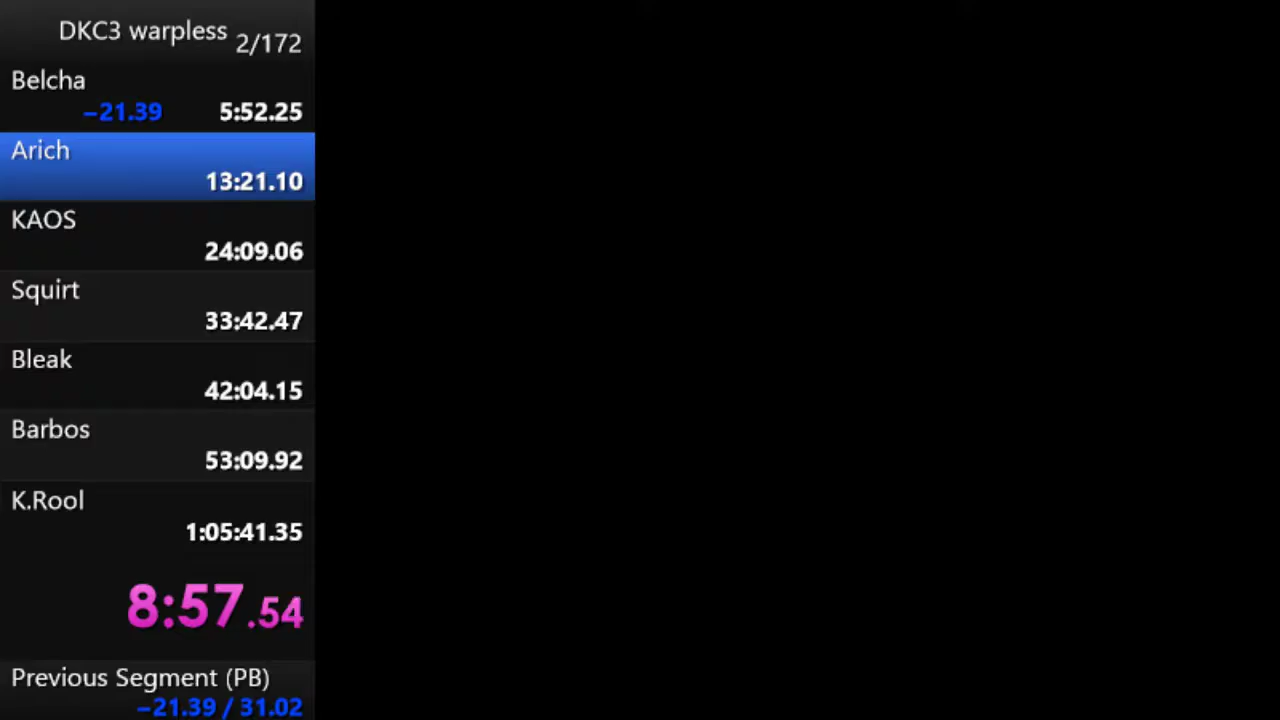 DKC3 warpless 2/172
Belcha
−21.39 5:52.25
Arich
13:21.10
KAOS
24:09.06
Squirt
33:42.47
Bleak
42:04.15
Barbos
53:09.92
K.Rool
1:05:41.35
8:57.54
Previous Segment (PB)
−21.39 / 31.02